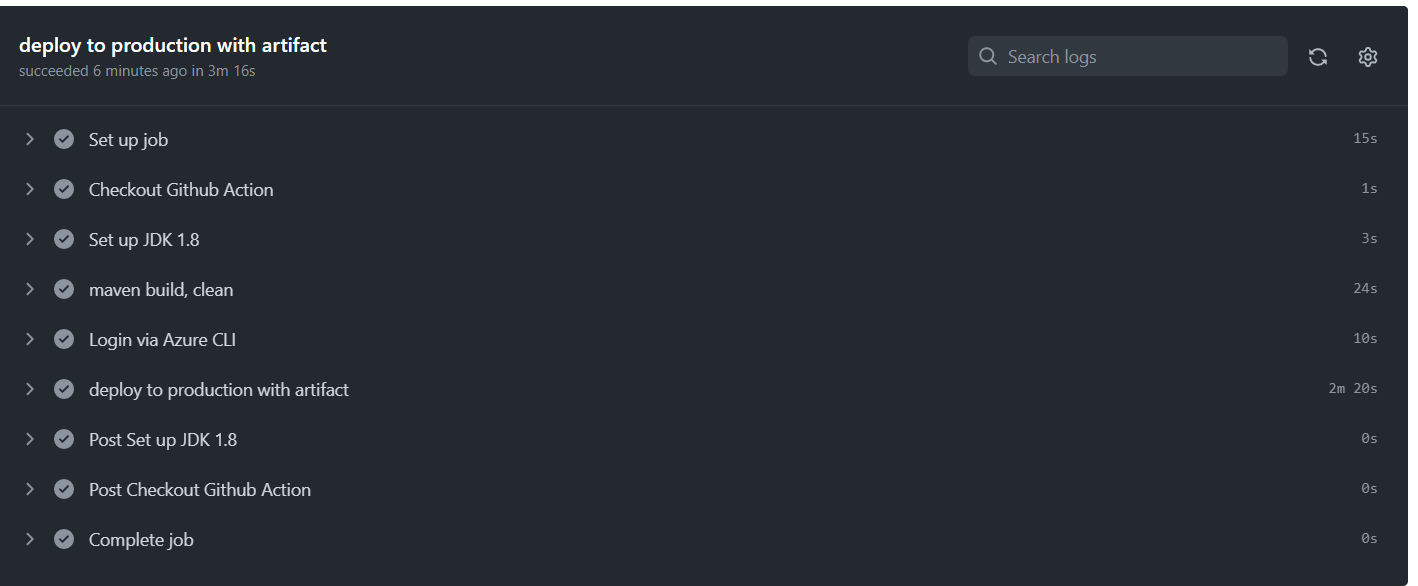 deploy to production with artifact
succeeded 6 minutes ago in 3m 16s
Search logs
Set up job 15s
Checkout Github Action 1s
Set up JDK 1.8 3s
maven build, clean 24s
Login via Azure CLI 10s
deploy to production with artifact 2m 20s
Post Set up JDK 1.8 0s
Post Checkout Github Action 0s
Complete job 0s